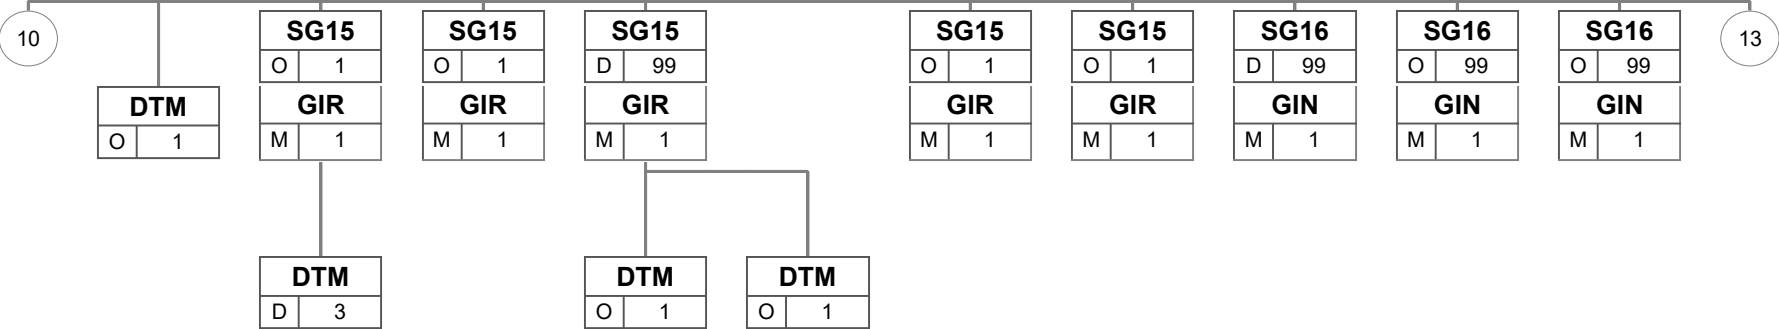 10
SG15 SG15 SG15 SG15 SG15 SG16 SG16 SG16
13
O 1 O 1 D 99 O 1 O 1 D 99 O 99 O 99
DTM GIR GIR GIR GIR GIR GIN GIN GIN
O 1 M 1 M 1 M 1 M 1 M 1 M 1 M 1 M 1
DTM DTM DTM
D 3 O 1 O 1